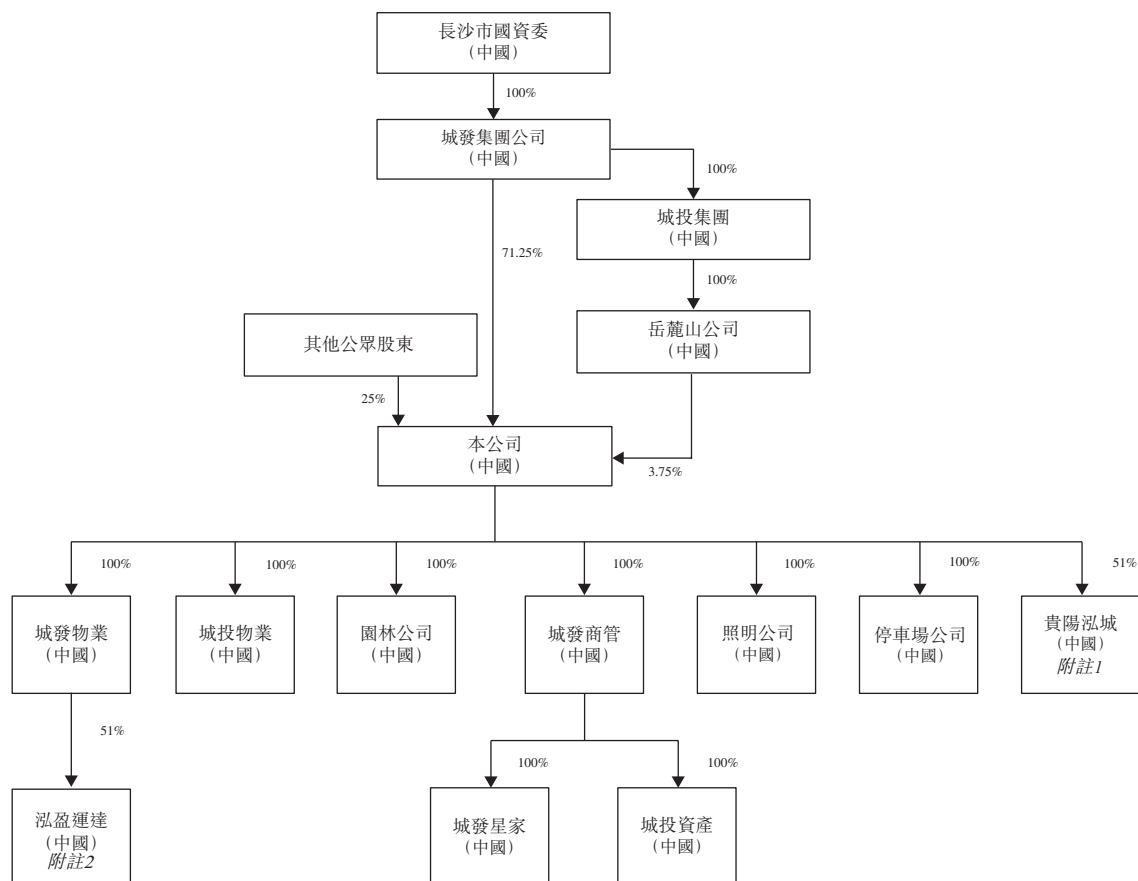 長沙市國資委
（中國）
100%
城發集團公司
（中國）
100%
城投集團
（中國）
71.25%
100%
岳麓山公司
（中國）
其他公眾股東
25%
本公司
（中國）
3.75%
100%
100%
100%
100%
100%
100%
51%
城發物業
（中國）
城投物業
（中國）
園林公司
（中國）
城發商管
（中國）
照明公司
（中國）
停車場公司
（中國）
貴陽泓城
（中國）
附註1
51%
100%
100%
泓盈運達
（中國）
附註2
城發星家
（中國）
城投資產
（中國）